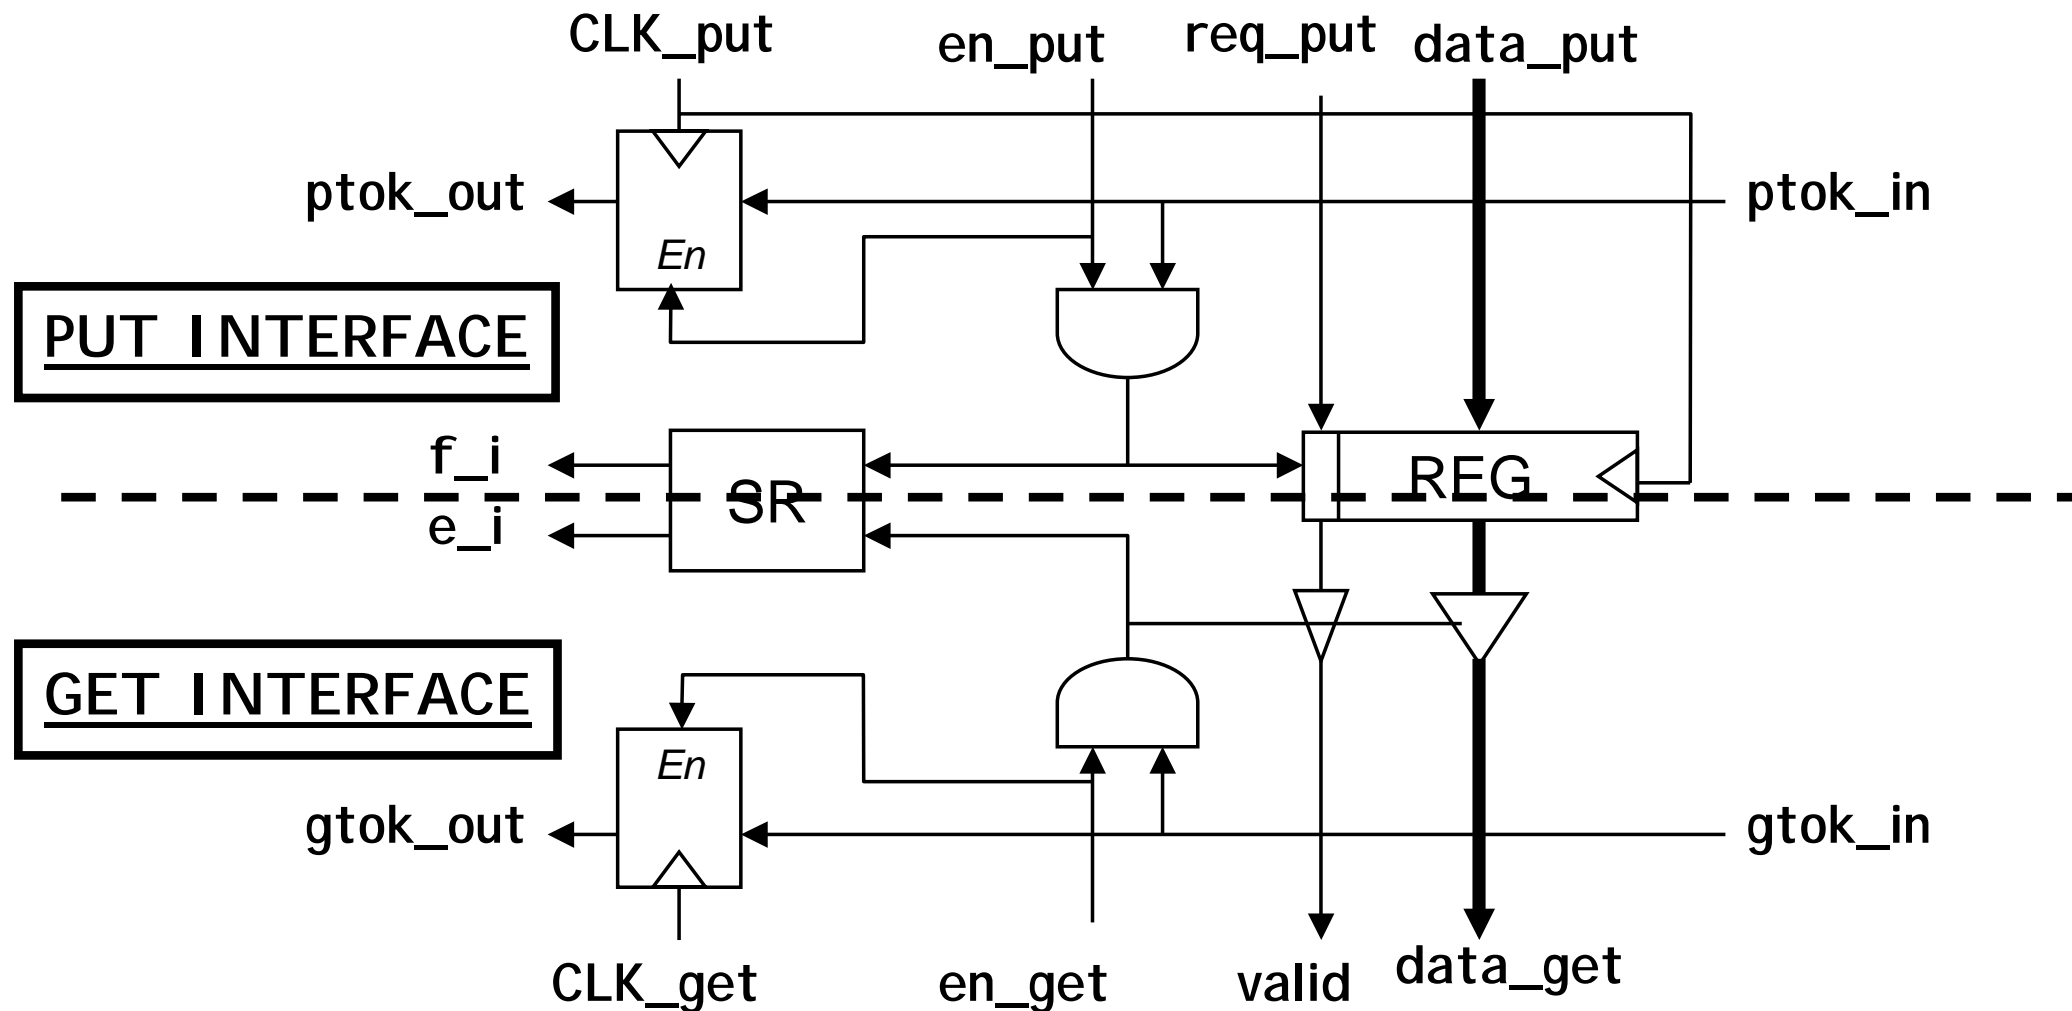 CLK_put en_put req_put data_put
ptok_out En ptok_in
PUT INTERFACE
f_i SR REG
e_i
GET INTERFACE
En
gtok_out gtok_in
CLK_get en_get valid data_get